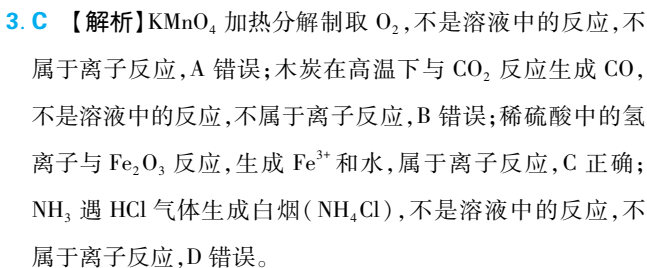 3. C 【解析】KMnO₄ 加热分解制取 O₂,不是溶液中的反应,不
属于离子反应,A 错误;木炭在高温下与 CO₂ 反应生成 CO,
不是溶液中的反应,不属于离子反应,B 错误;稀硫酸中的氢
离子与 Fe₂O₃ 反应,生成 Fe³⁺ 和水,属于离子反应,C 正确;
NH₃ 遇 HCl 气体生成白烟(NH₄Cl),不是溶液中的反应,不
属于离子反应,D 错误。